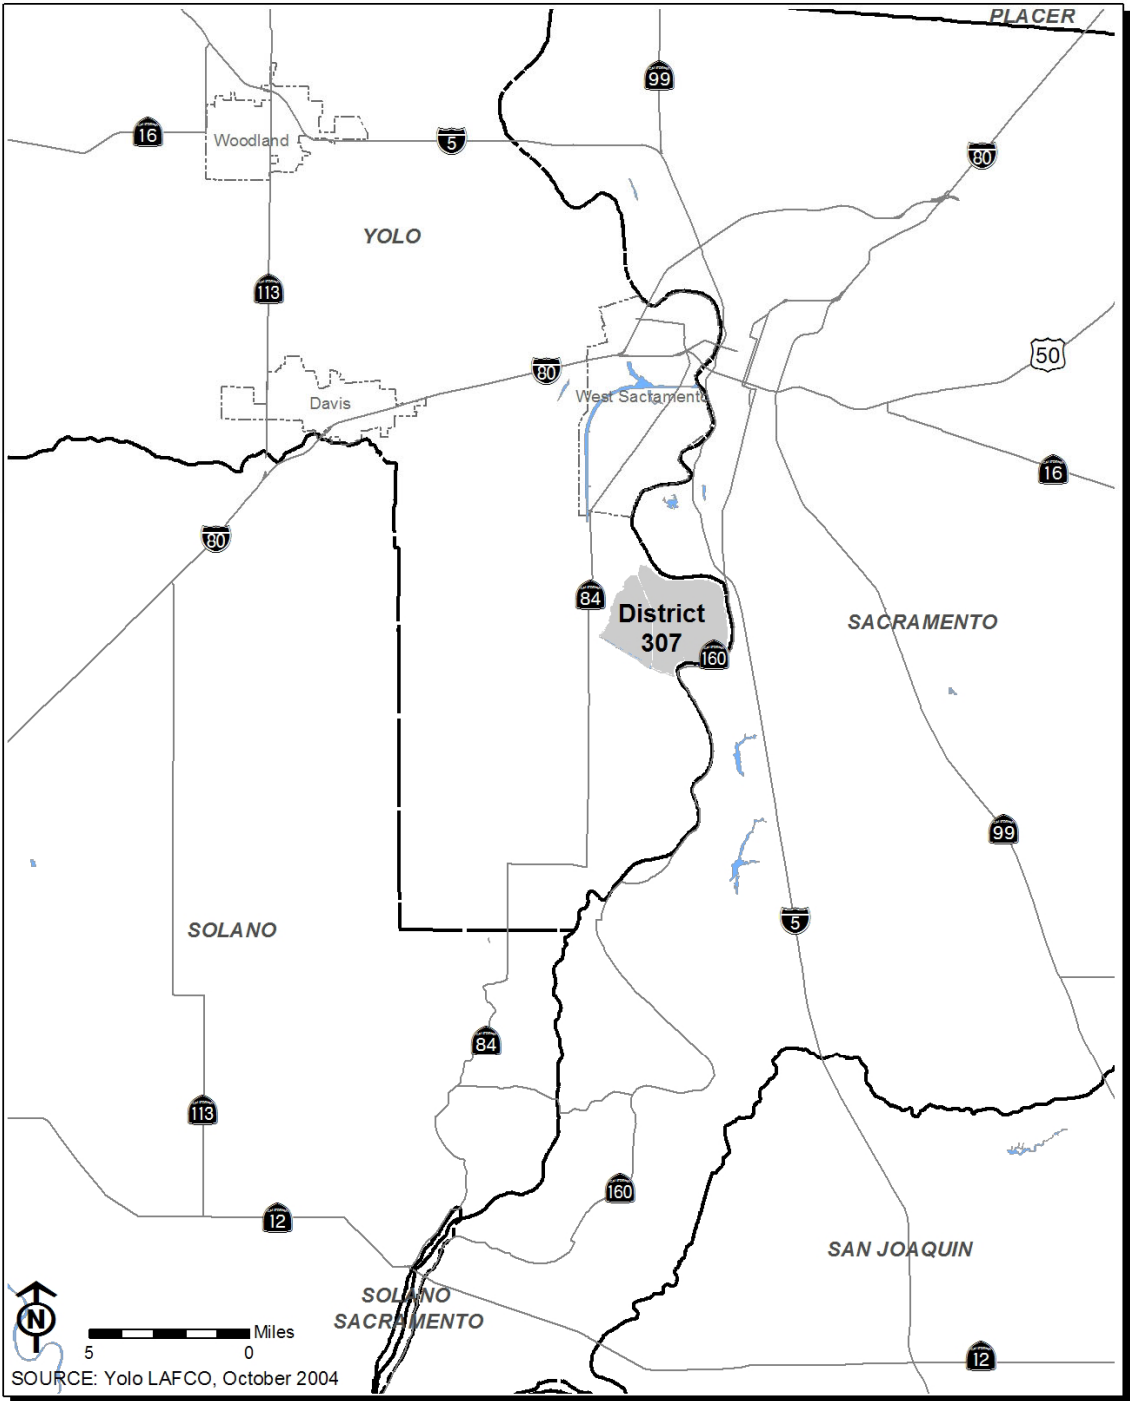 PLACER
99
16
Woodland
5
80
YOLO
113
50
80
Davis
West Sacramento
16
80
84
District
307
160
SACRAMENTO
99
SOLANO
5
84
113
160
12
SAN JOAQUIN
SOLANO
SACRAMENTO
N
Miles
5 0
12
SOURCE: Yolo LAFCO, October 2004